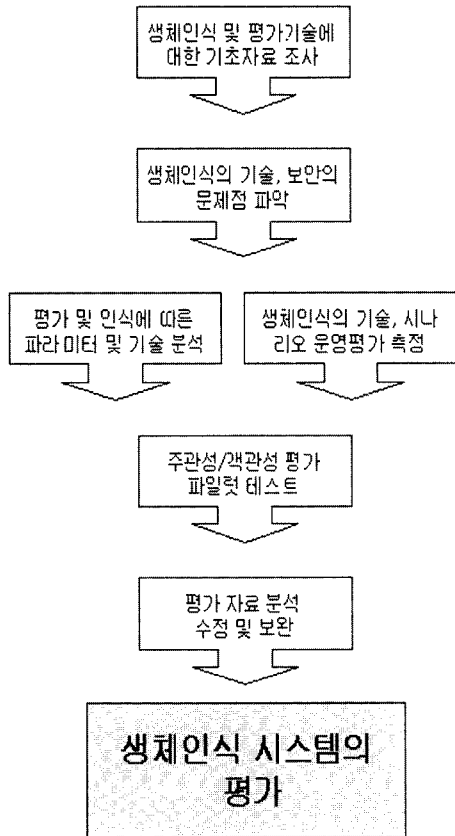 생체인식 및 평가기술에
대한 기초자료 조사
생체인식의 기술, 보안의
문제점 파악
평가 및 인식에 따른
파라미터 및 기술 분석
생체인식의 기술, 시나
리오 운영평가 측정
주관성/객관성 평가
파일럿 테스트
평가 자료 분석
수정 및 보완
생체인식 시스템의
평가